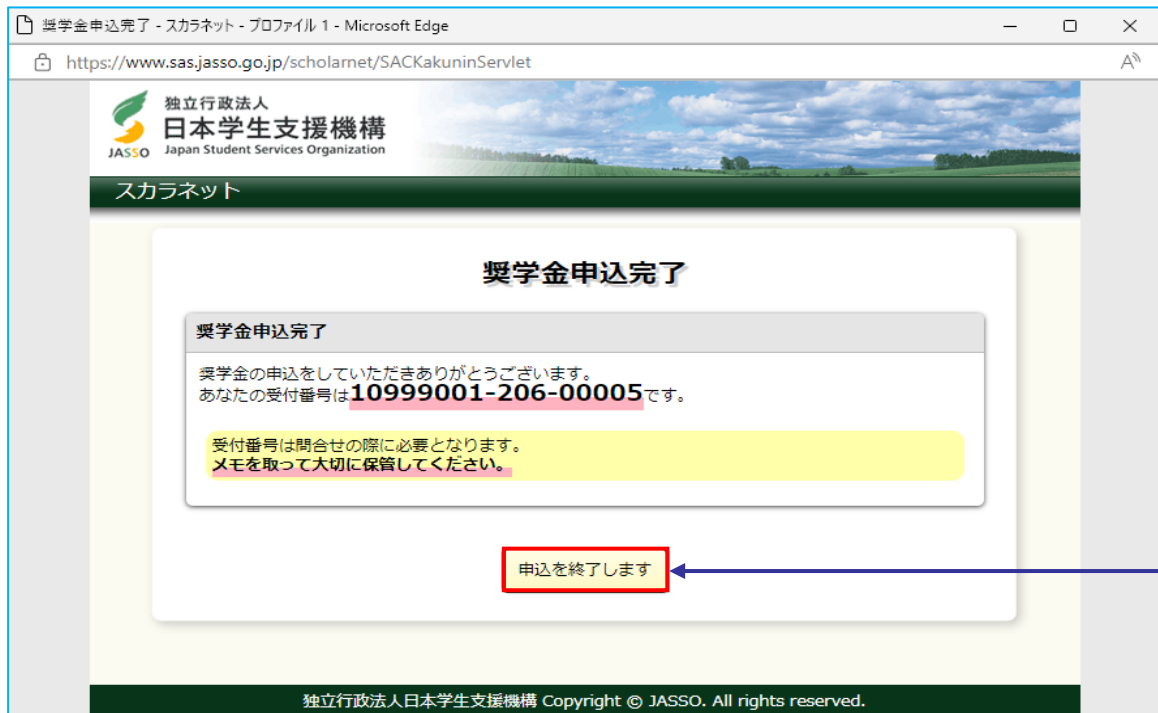 奨学金申込完了 - スカラネット - プロファイル 1 - Microsoft Edge
https://www.sas.jasso.go.jp/scholarnet/SACKakuninServlet
独立行政法人
日本学生支援機構
JASSO Japan Student Services Organization
スカラネット
奨学金申込完了
奨学金申込完了
奨学金の申込をしていただきありがとうございます。
あなたの受付番号は10999001-206-00005です。
受付番号は問合せの際に必要となります。
メモを取って大切に保管してください。
申込を終了します
独立行政法人日本学生支援機構 Copyright © JASSO. All rights reserved.